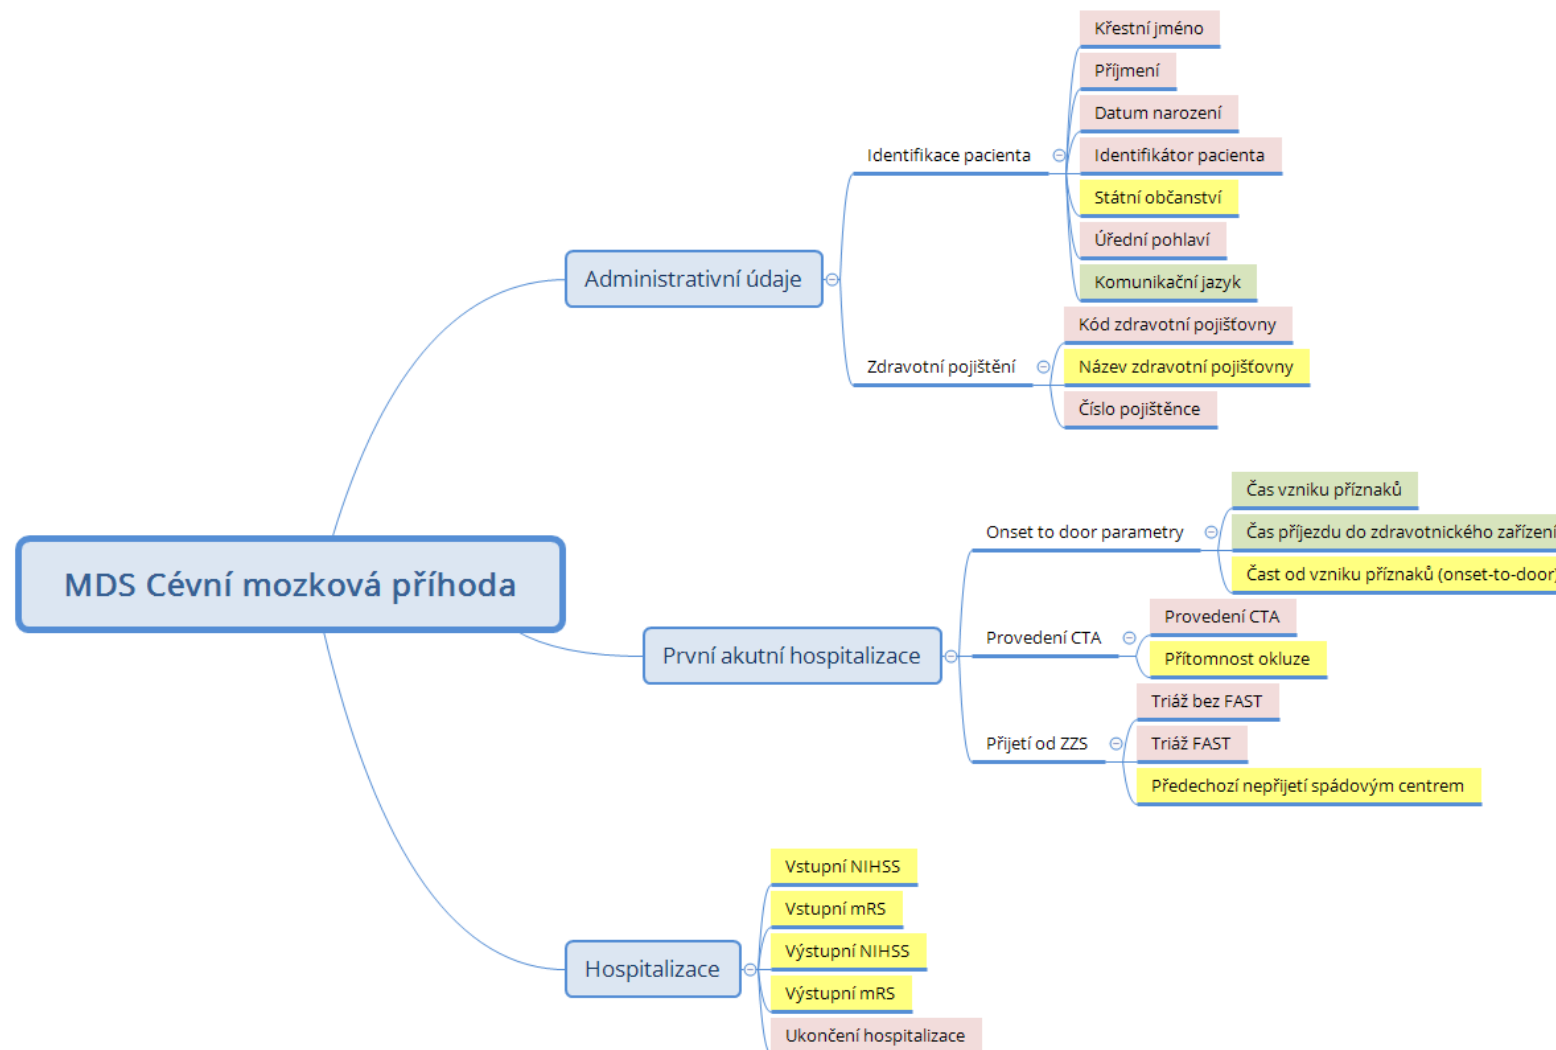 MDS Cévní mozková příhoda
Administrativní údaje
Identifikace pacienta
Křestní jméno
Příjmení
Datum narození
Identifikátor pacienta
Státní občanství
Úřední pohlaví
Komunikační jazyk
Zdravotní pojištění
Kód zdravotní pojišťovny
Název zdravotní pojišťovny
Číslo pojištěnce
První akutní hospitalizace
Onset to door parametry
Čas vzniku příznaků
Čas příjezdu do zdravotnického zařízení
Část od vzniku příznaků (onset-to-door)
Provedení CTA
Provedení CTA
Přítomnost okluze
Přijetí od ZZS
Triáž bez FAST
Triáž FAST
Předechozí nepřijetí spádovým centrem
Hospitalizace
Vstupní NIHSS
Vstupní mRS
Výstupní NIHSS
Výstupní mRS
Ukončení hospitalizace